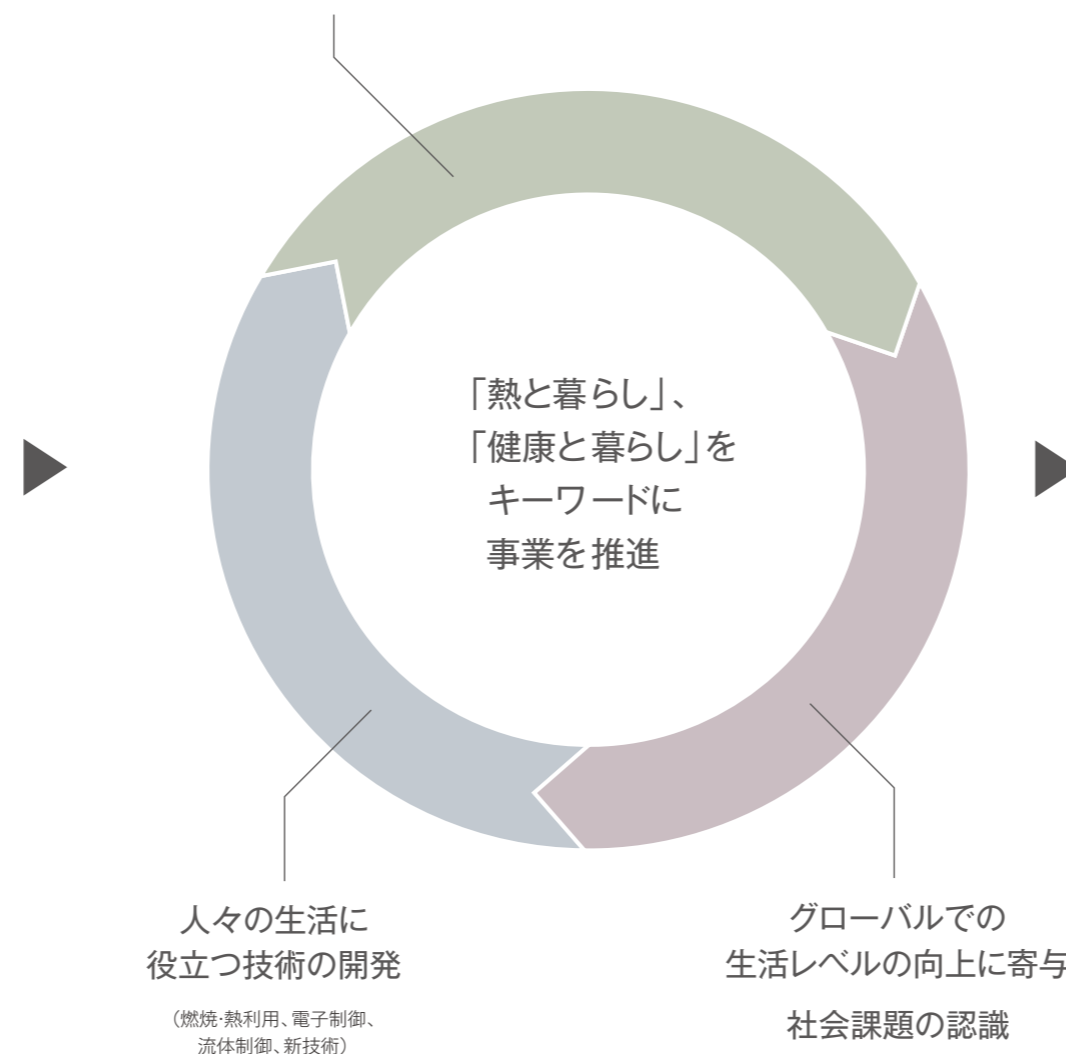 「熱と暮らし」、
「健康と暮らし」を
キーワードに
事業を推進
人々の生活に
役立つ技術の開発
（燃焼・熱利用、電子制御、
流体制御、新技術）
グローバルでの
生活レベルの向上に寄与
社会課題の認識